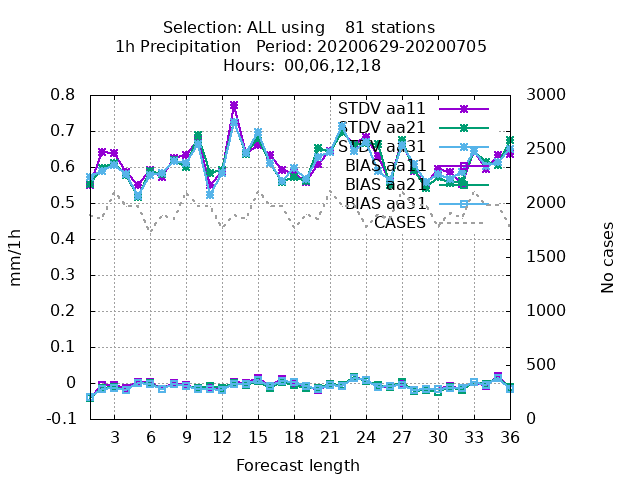 Selection: ALL using    81 stations
1h Precipitation   Period: 20200629-20200705
Hours: 00,06,12,18
STDV aa11
STDV aa21
STDV aa31
BIAS aa11
BIAS aa21
BIAS aa31
CASES
0.8
0.7
0.6
0.5
0.4
0.3
0.2
0.1
0
-0.1
3000
2500
2000
1500
1000
500
0
mm/1h
No cases
3 6 9 12 15 18 21 24 27 30 33 36
Forecast length